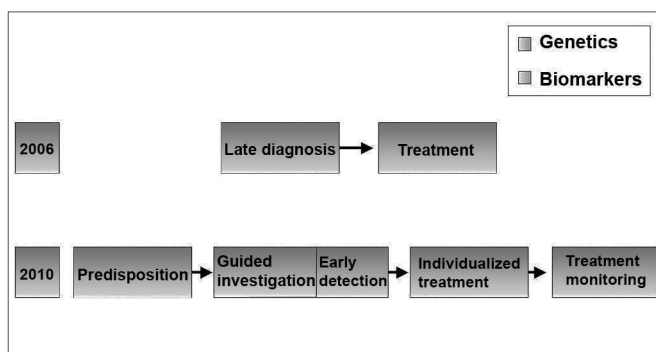 Genetics
Biomarkers
2006
Late diagnosis
Treatment
2010
Predisposition
Guided
investigation
Early
detection
Individualized
treatment
Treatment
monitoring